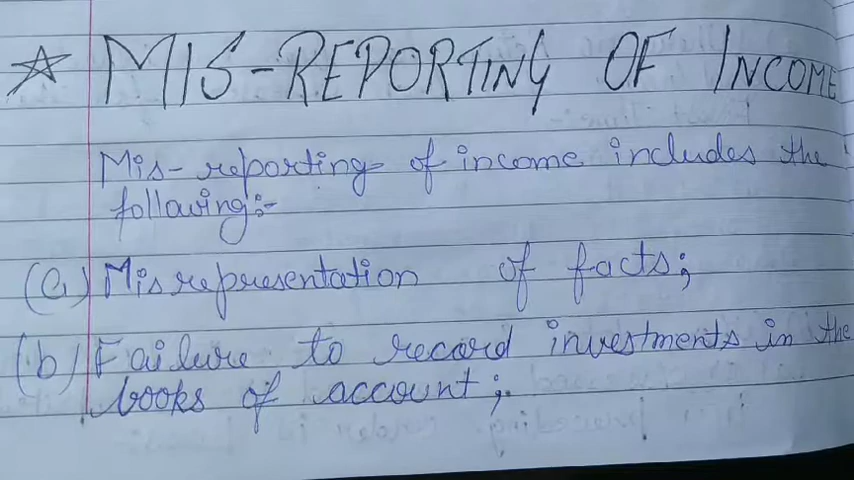 ☆ MIS-REPORTING OF INCOME
Mis-reporting of income includes the
following:-
(a) Misrepresentation of facts;
(b) Failure to record investments in the
books of account;